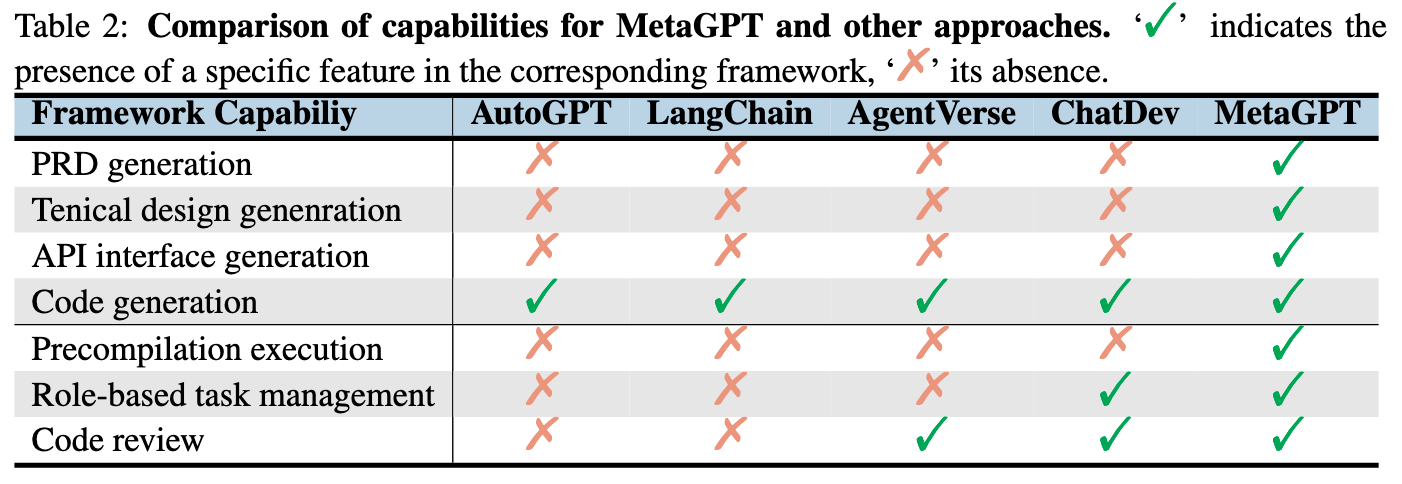 Table 2: Comparison of capabilities for MetaGPT and other approaches. ‘✓’ indicates the
presence of a specific feature in the corresponding framework, ‘✗’ its absence.
Framework Capabiliy AutoGPT LangChain AgentVerse ChatDev MetaGPT
PRD generation ✗ ✗ ✗ ✗ ✓
Tenical design genenration ✗ ✗ ✗ ✗ ✓
API interface generation ✗ ✗ ✗ ✗ ✓
Code generation ✓ ✓ ✓ ✓ ✓
Precompilation execution ✗ ✗ ✗ ✗ ✓
Role-based task management ✗ ✗ ✗ ✓ ✓
Code review ✗ ✗ ✓ ✓ ✓